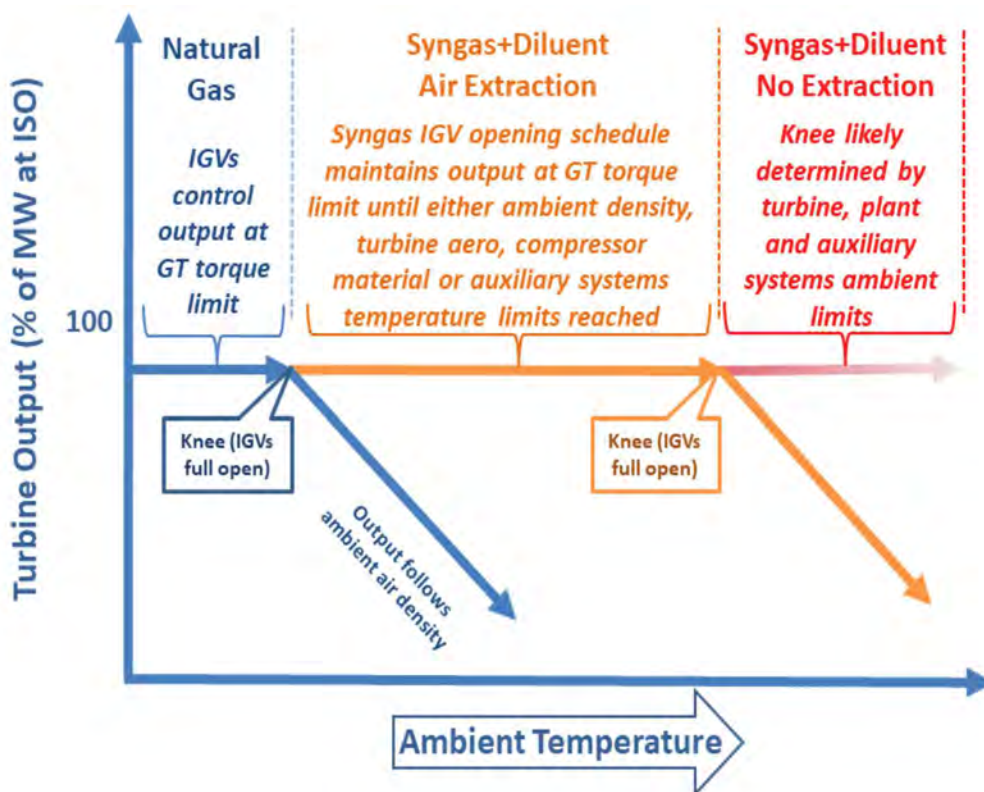 Turbine Output (% of MW at ISO)
100
Natural
Gas
IGVs
control
output at
GT torque
limit
Syngas+Diluent
Air Extraction
Syngas IGV opening schedule
maintains output at GT torque
limit until either ambient density,
turbine aero, compressor
material or auxiliary systems
temperature limits reached
Syngas+Diluent
No Extraction
Knee likely
determined by
turbine, plant
and auxiliary
systems ambient
limits
Knee (IGVs
full open)
Knee (IGVs
full open)
Output follows
ambient air density
Ambient Temperature